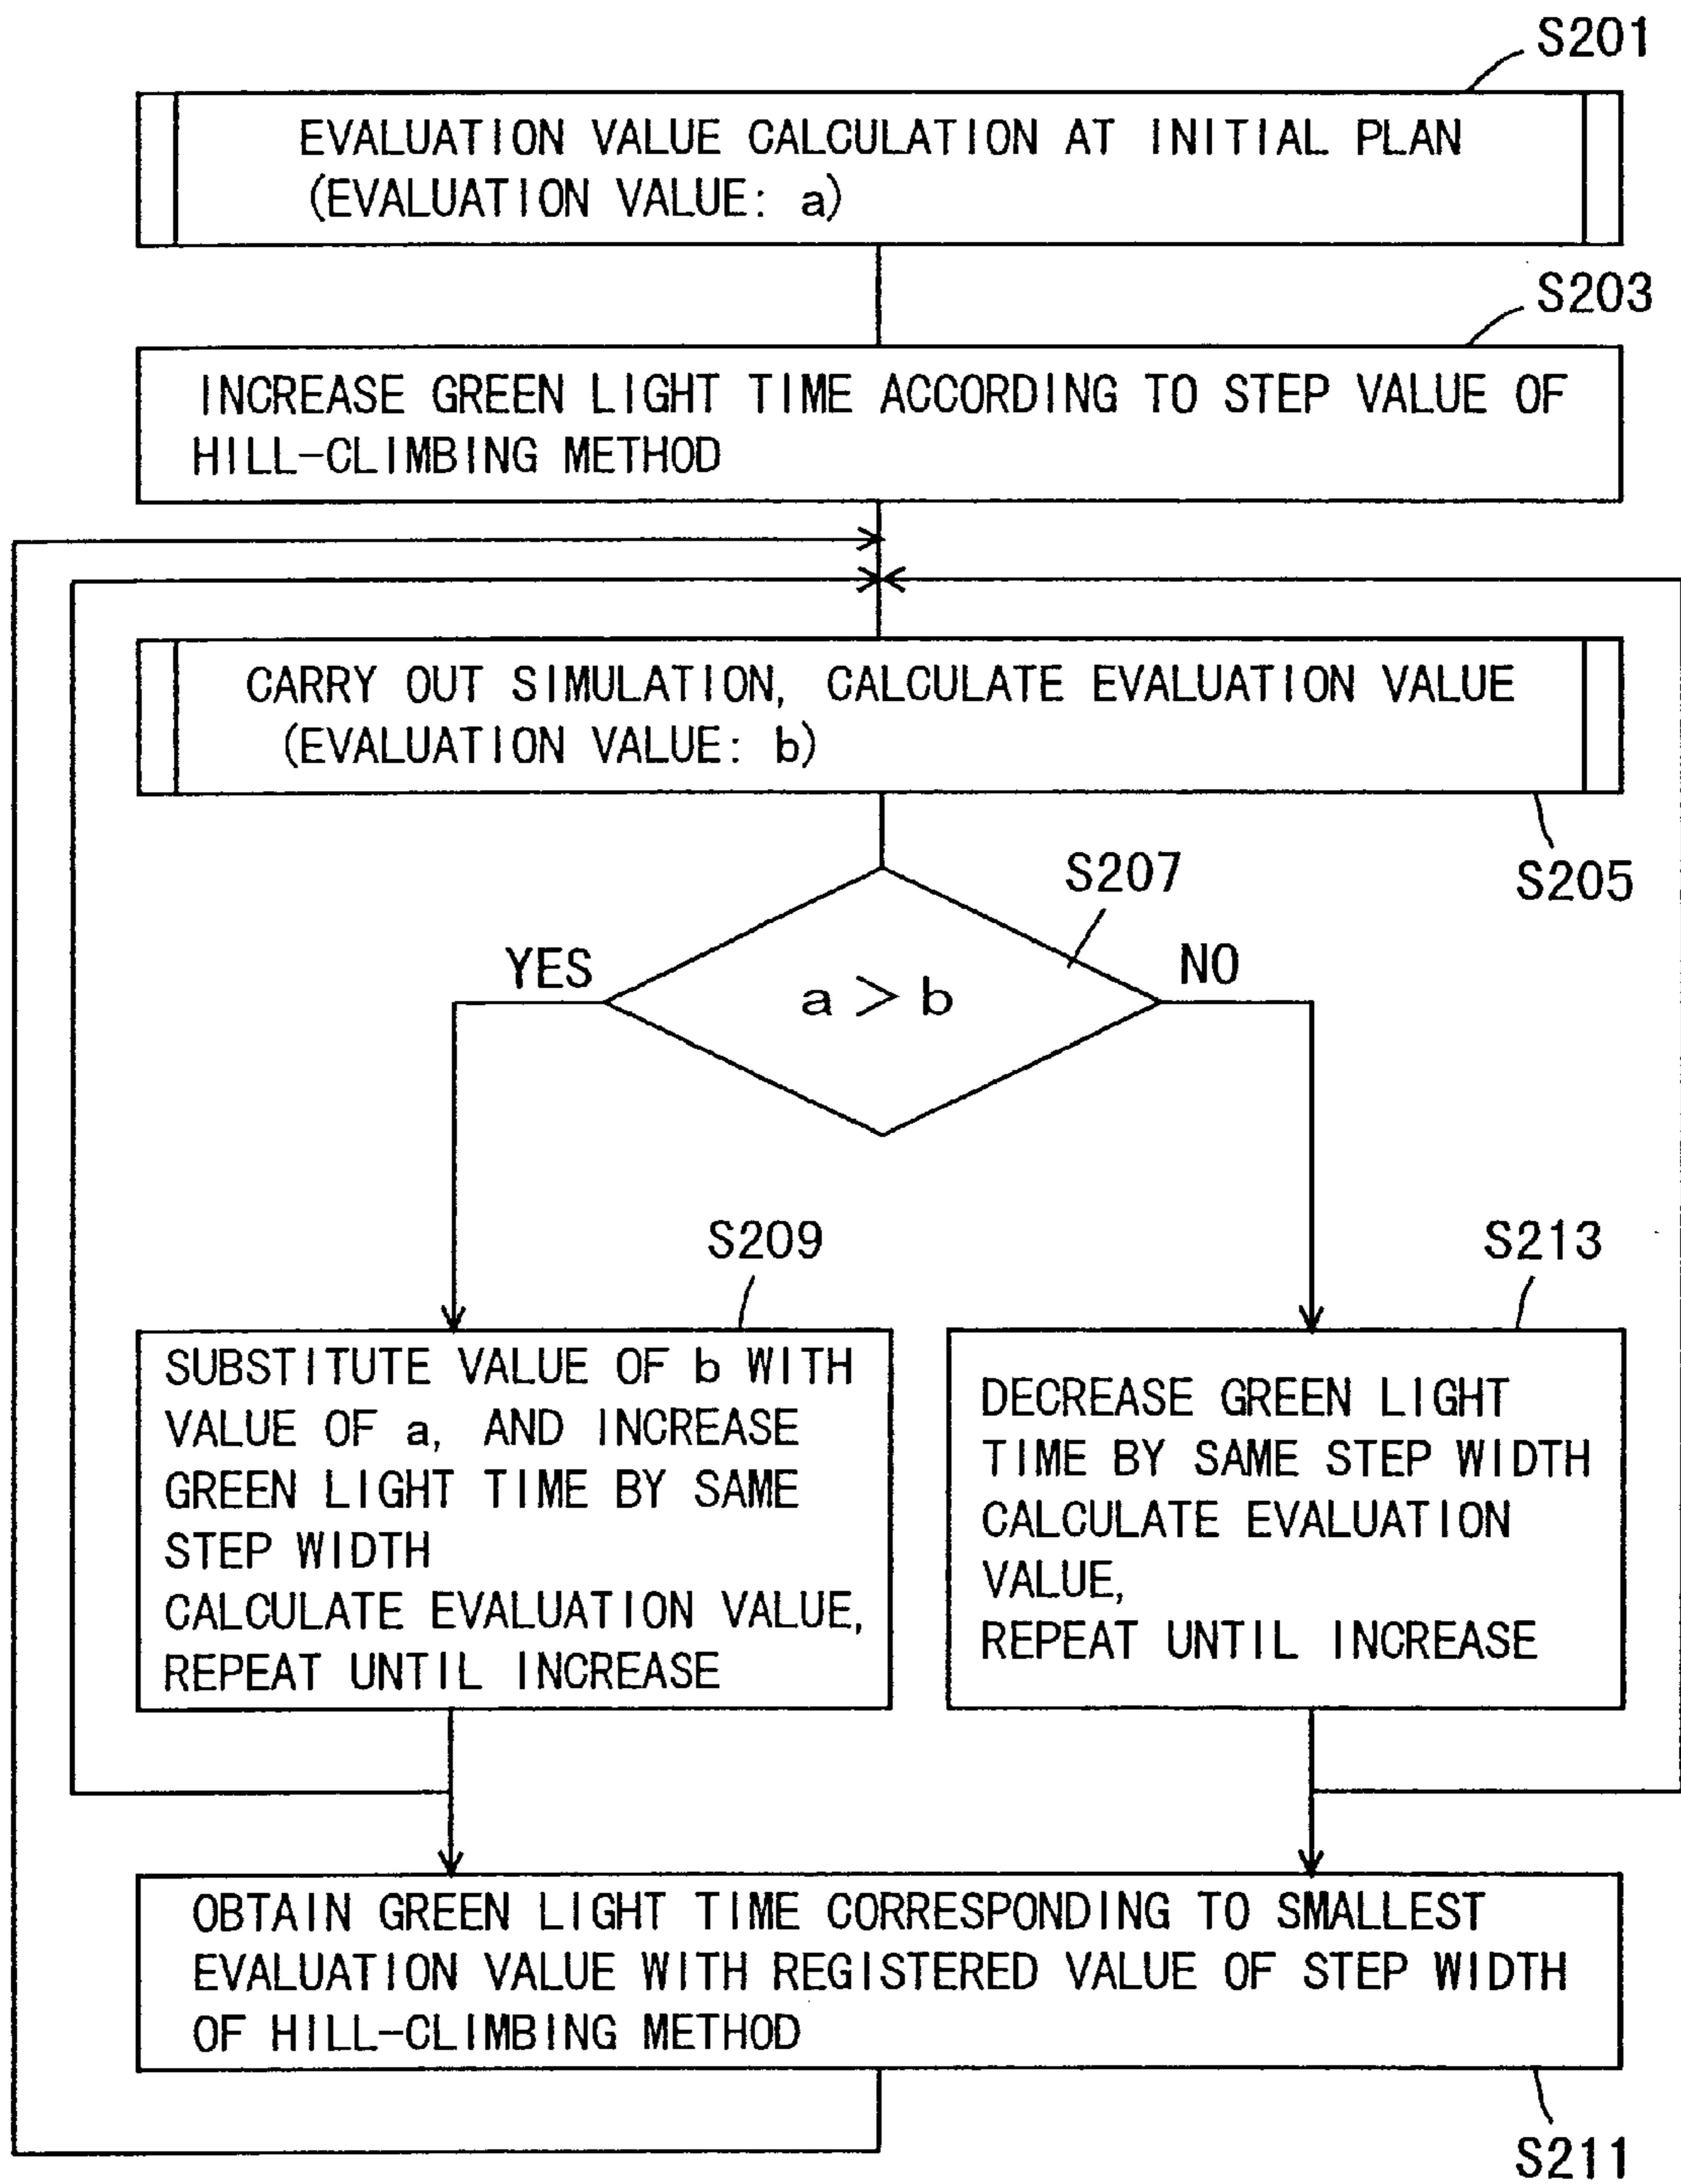 S201
EVALUATION VALUE CALCULATION AT INITIAL PLAN
(EVALUATION VALUE: a)
S203
INCREASE GREEN LIGHT TIME ACCORDING TO STEP VALUE OF
HILL-CLIMBING METHOD
CARRY OUT SIMULATION, CALCULATE EVALUATION VALUE
(EVALUATION VALUE: b)
S205
S207
YES
a > b
NO
S209
SUBSTITUTE VALUE OF b WITH
VALUE OF a, AND INCREASE
GREEN LIGHT TIME BY SAME
STEP WIDTH
CALCULATE EVALUATION VALUE,
REPEAT UNTIL INCREASE
S213
DECREASE GREEN LIGHT
TIME BY SAME STEP WIDTH
CALCULATE EVALUATION
VALUE,
REPEAT UNTIL INCREASE
OBTAIN GREEN LIGHT TIME CORRESPONDING TO SMALLEST
EVALUATION VALUE WITH REGISTERED VALUE OF STEP WIDTH
OF HILL-CLIMBING METHOD
S211